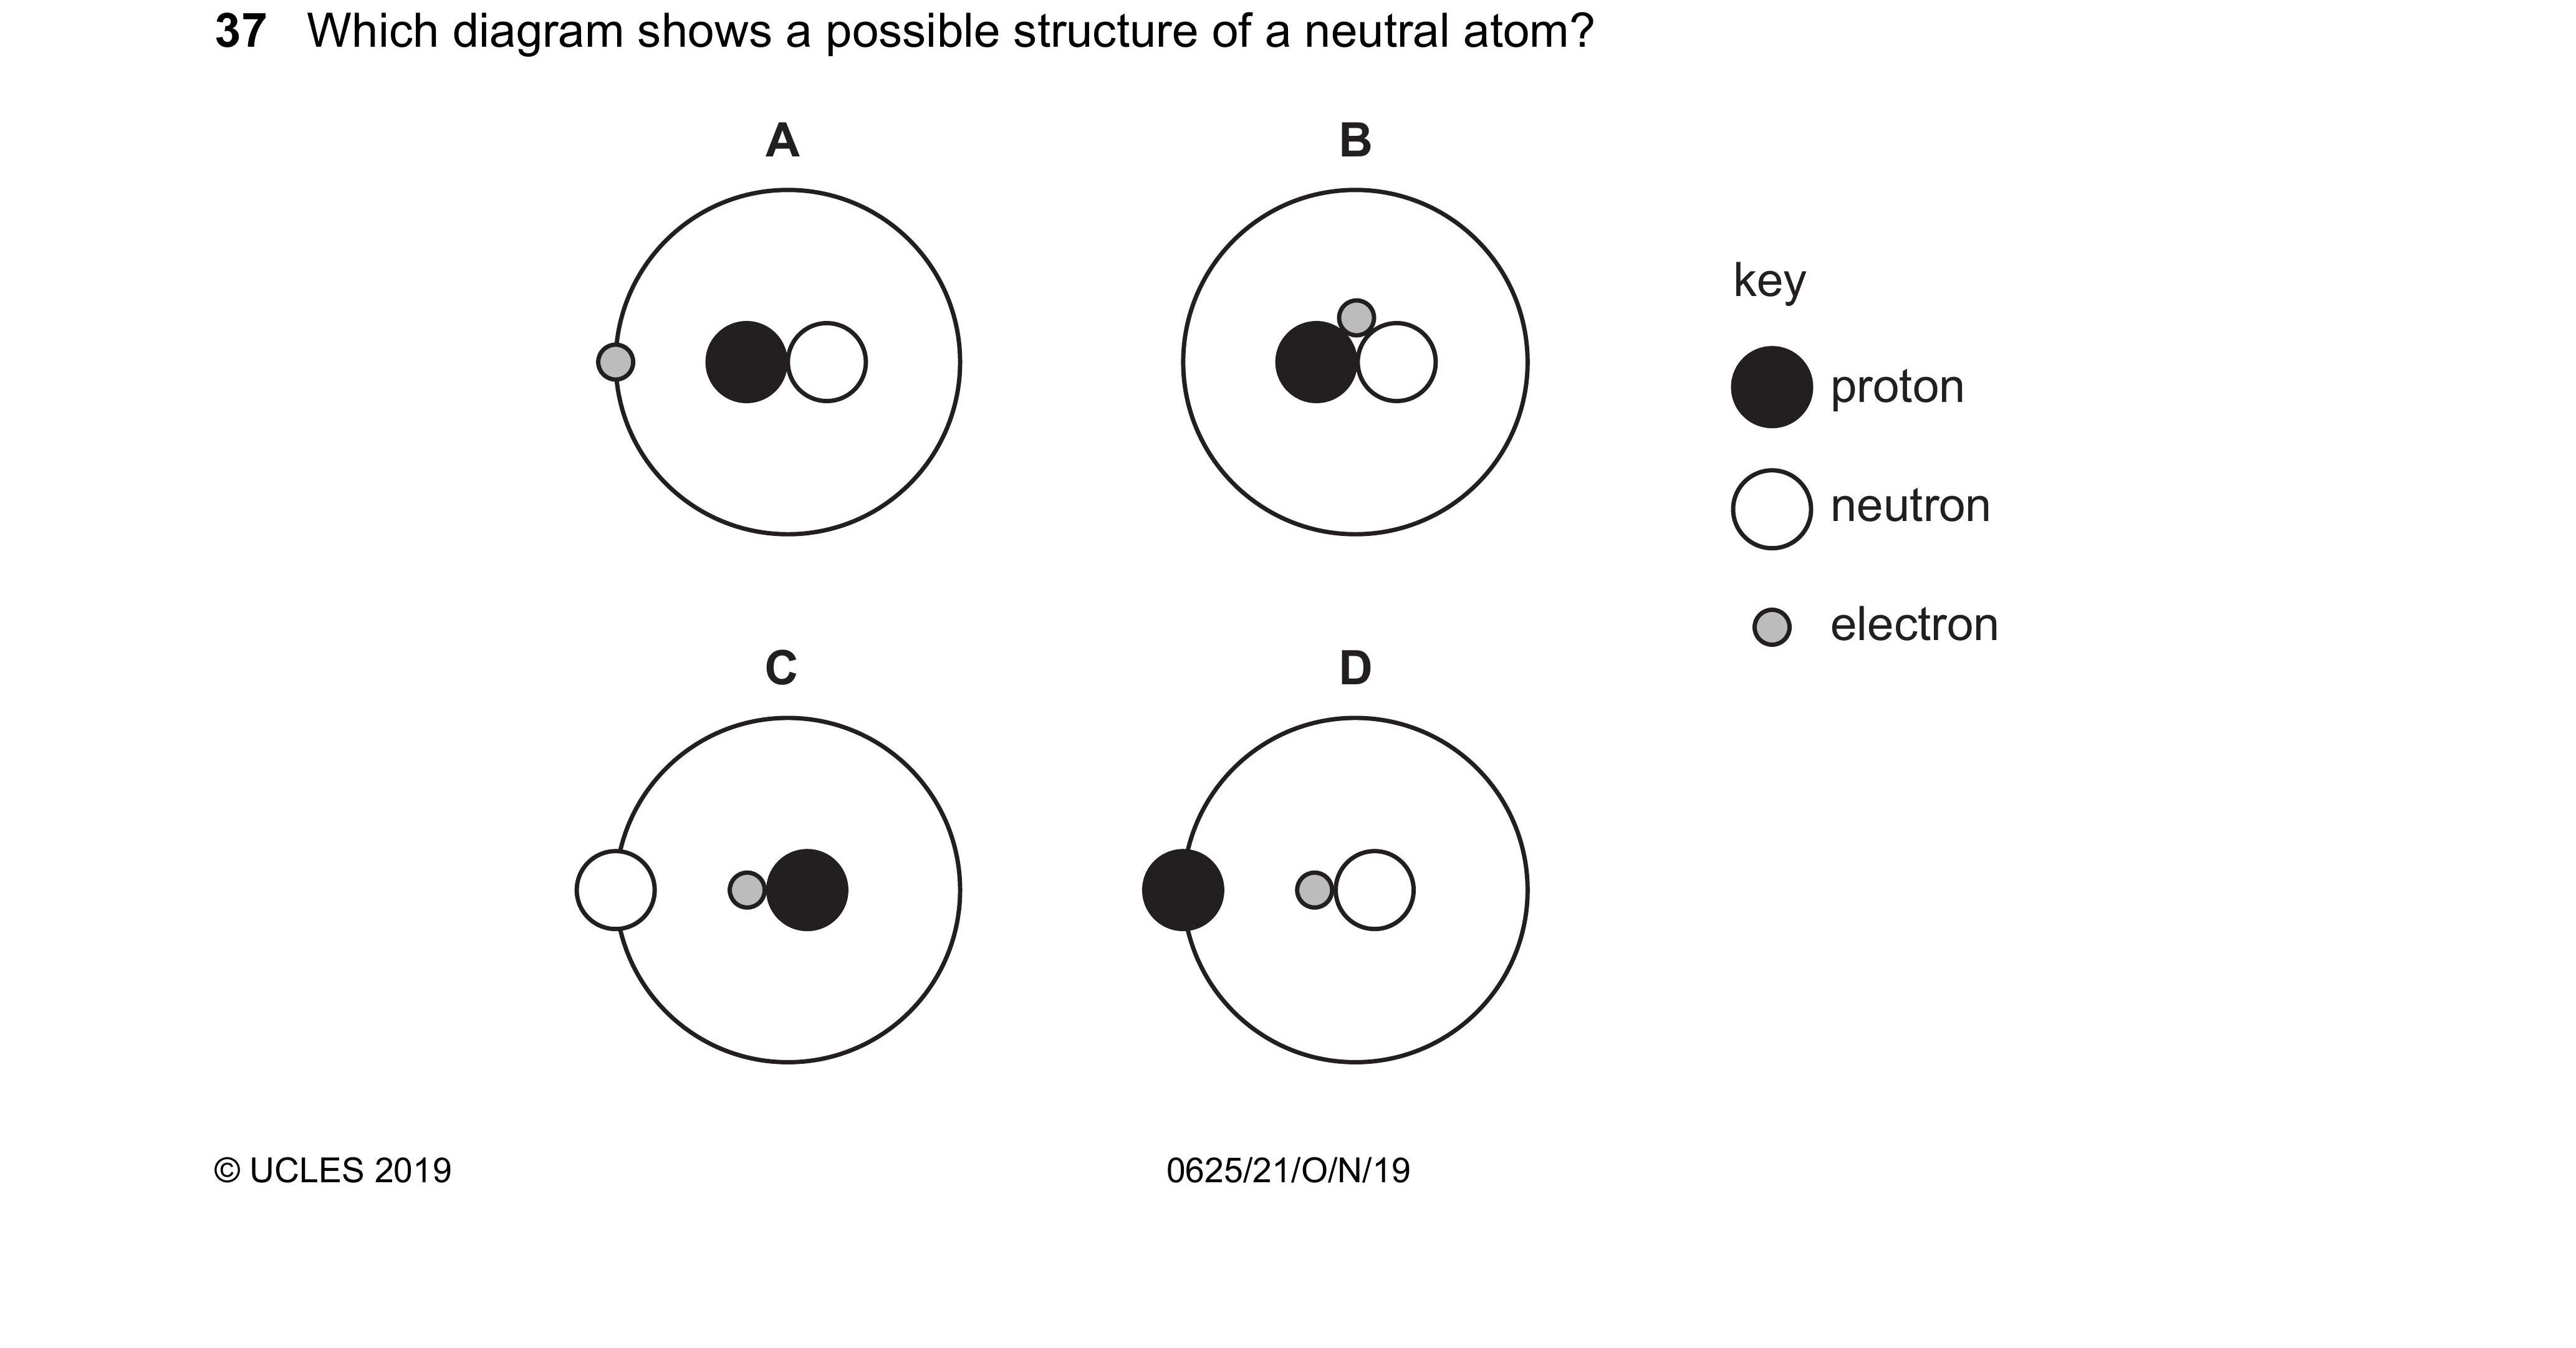 37 Which diagram shows a possible structure of a neutral atom?
A B
key
proton
neutron
electron
C D
© UCLES 2019 0625/21/O/N/19